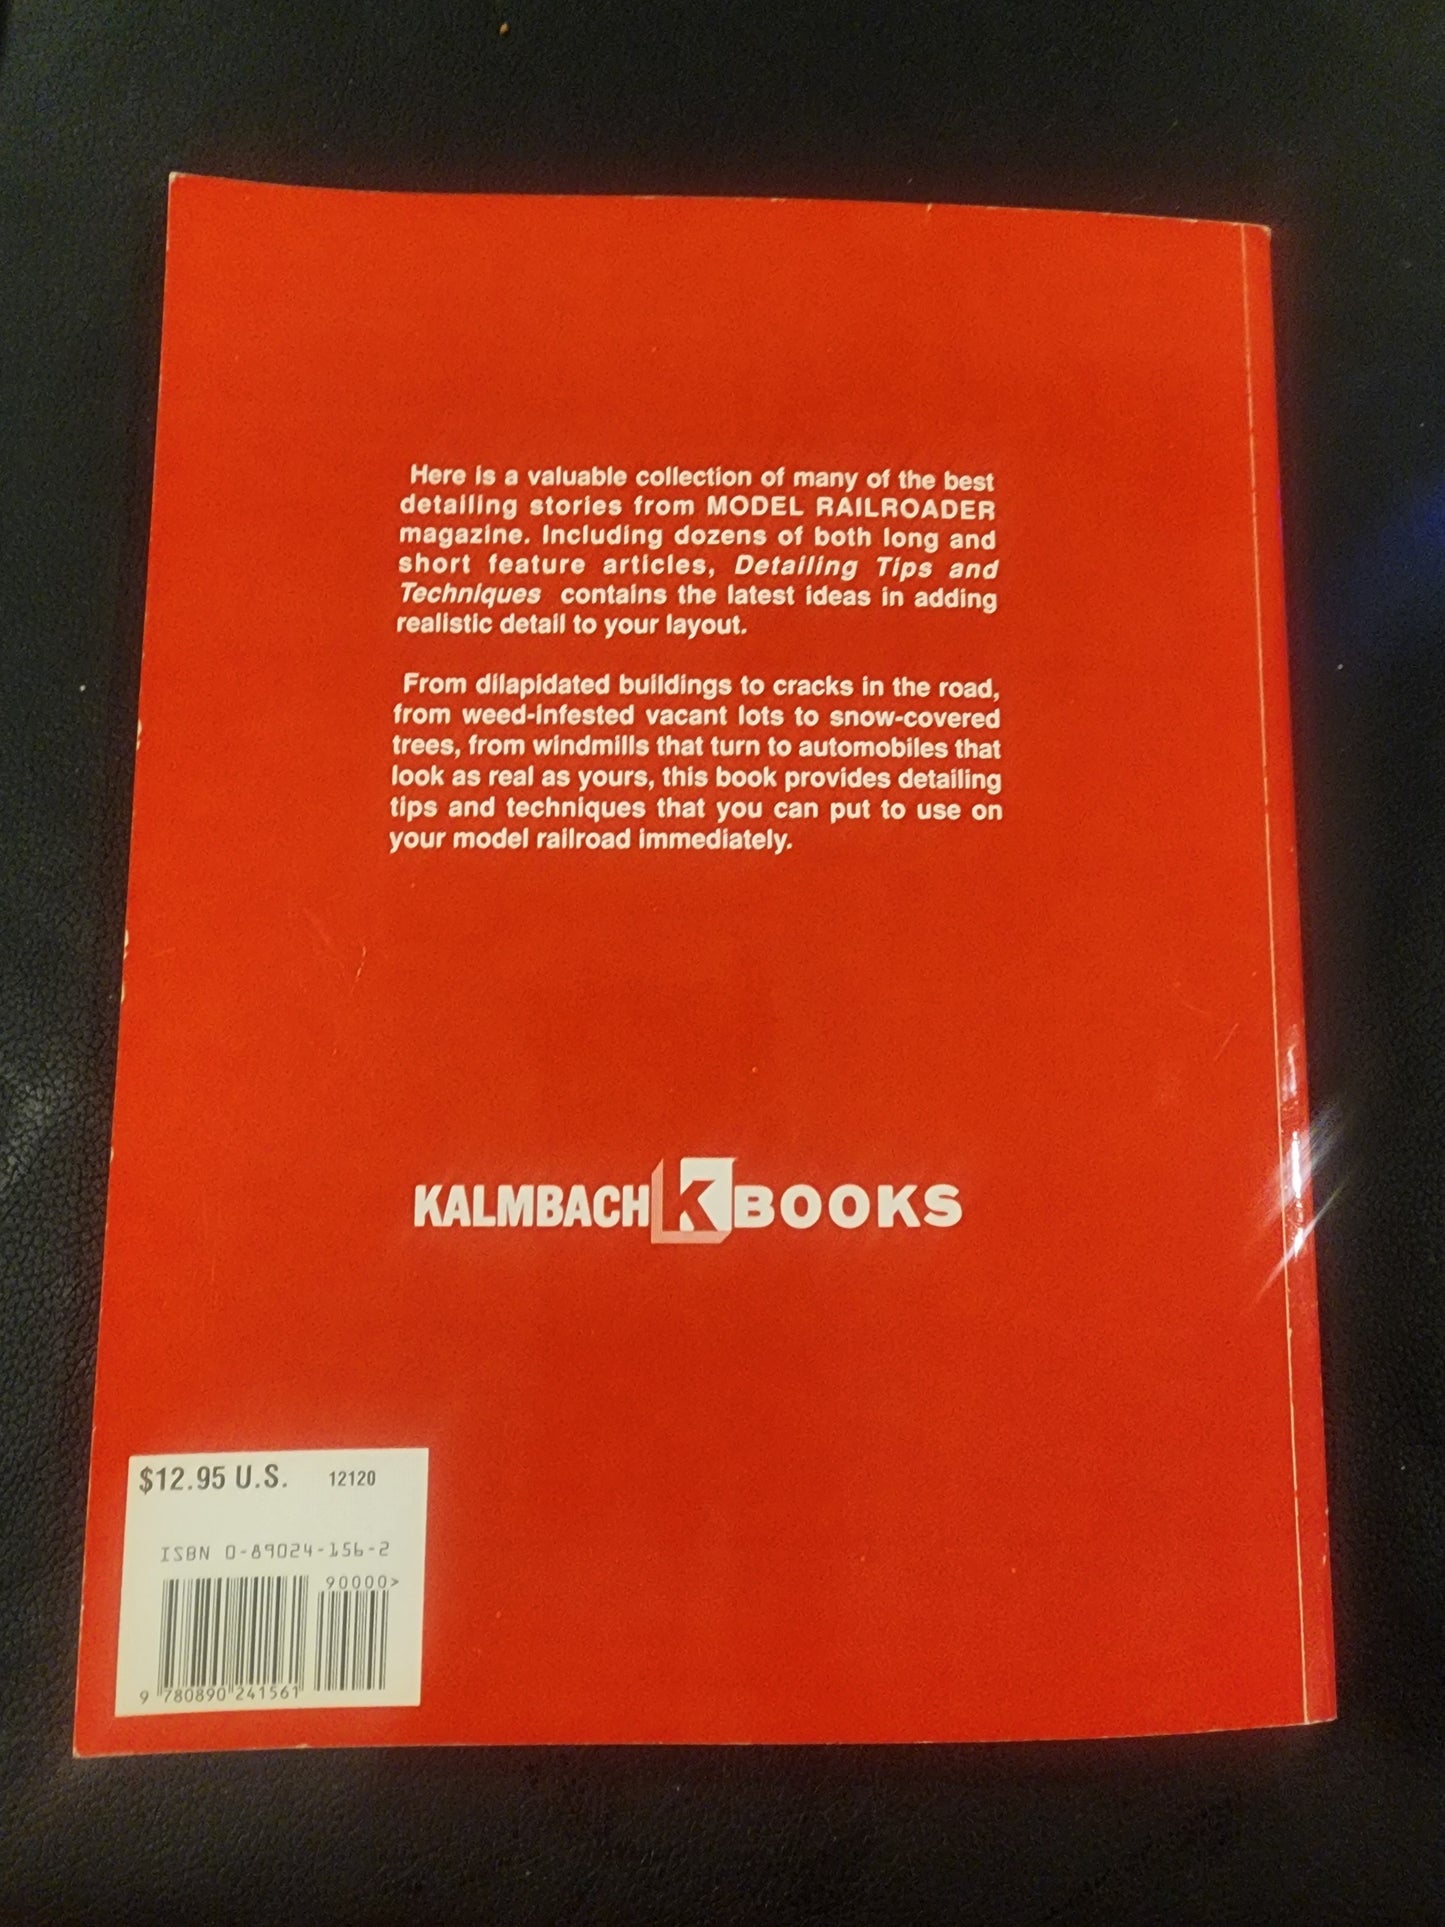 Here is a valuable collection of many of the best
detailing stories from MODEL RAILROADER
magazine. Including dozens of both long and
short feature articles, Detailing Tips and
Techniques contains the latest ideas in adding
realistic detail to your layout.
From dilapidated buildings to cracks in the road,
from weed-infested vacant lots to snow-covered
trees, from windmills that turn to automobiles that
look as real as yours, this book provides detailing
tips and techniques that you can put to use on
your model railroad immediately.
KALMBACH K BOOKS
$12.95 U.S. 12120
ISBN 0-89024-156-2
90000>
9 780890 241561